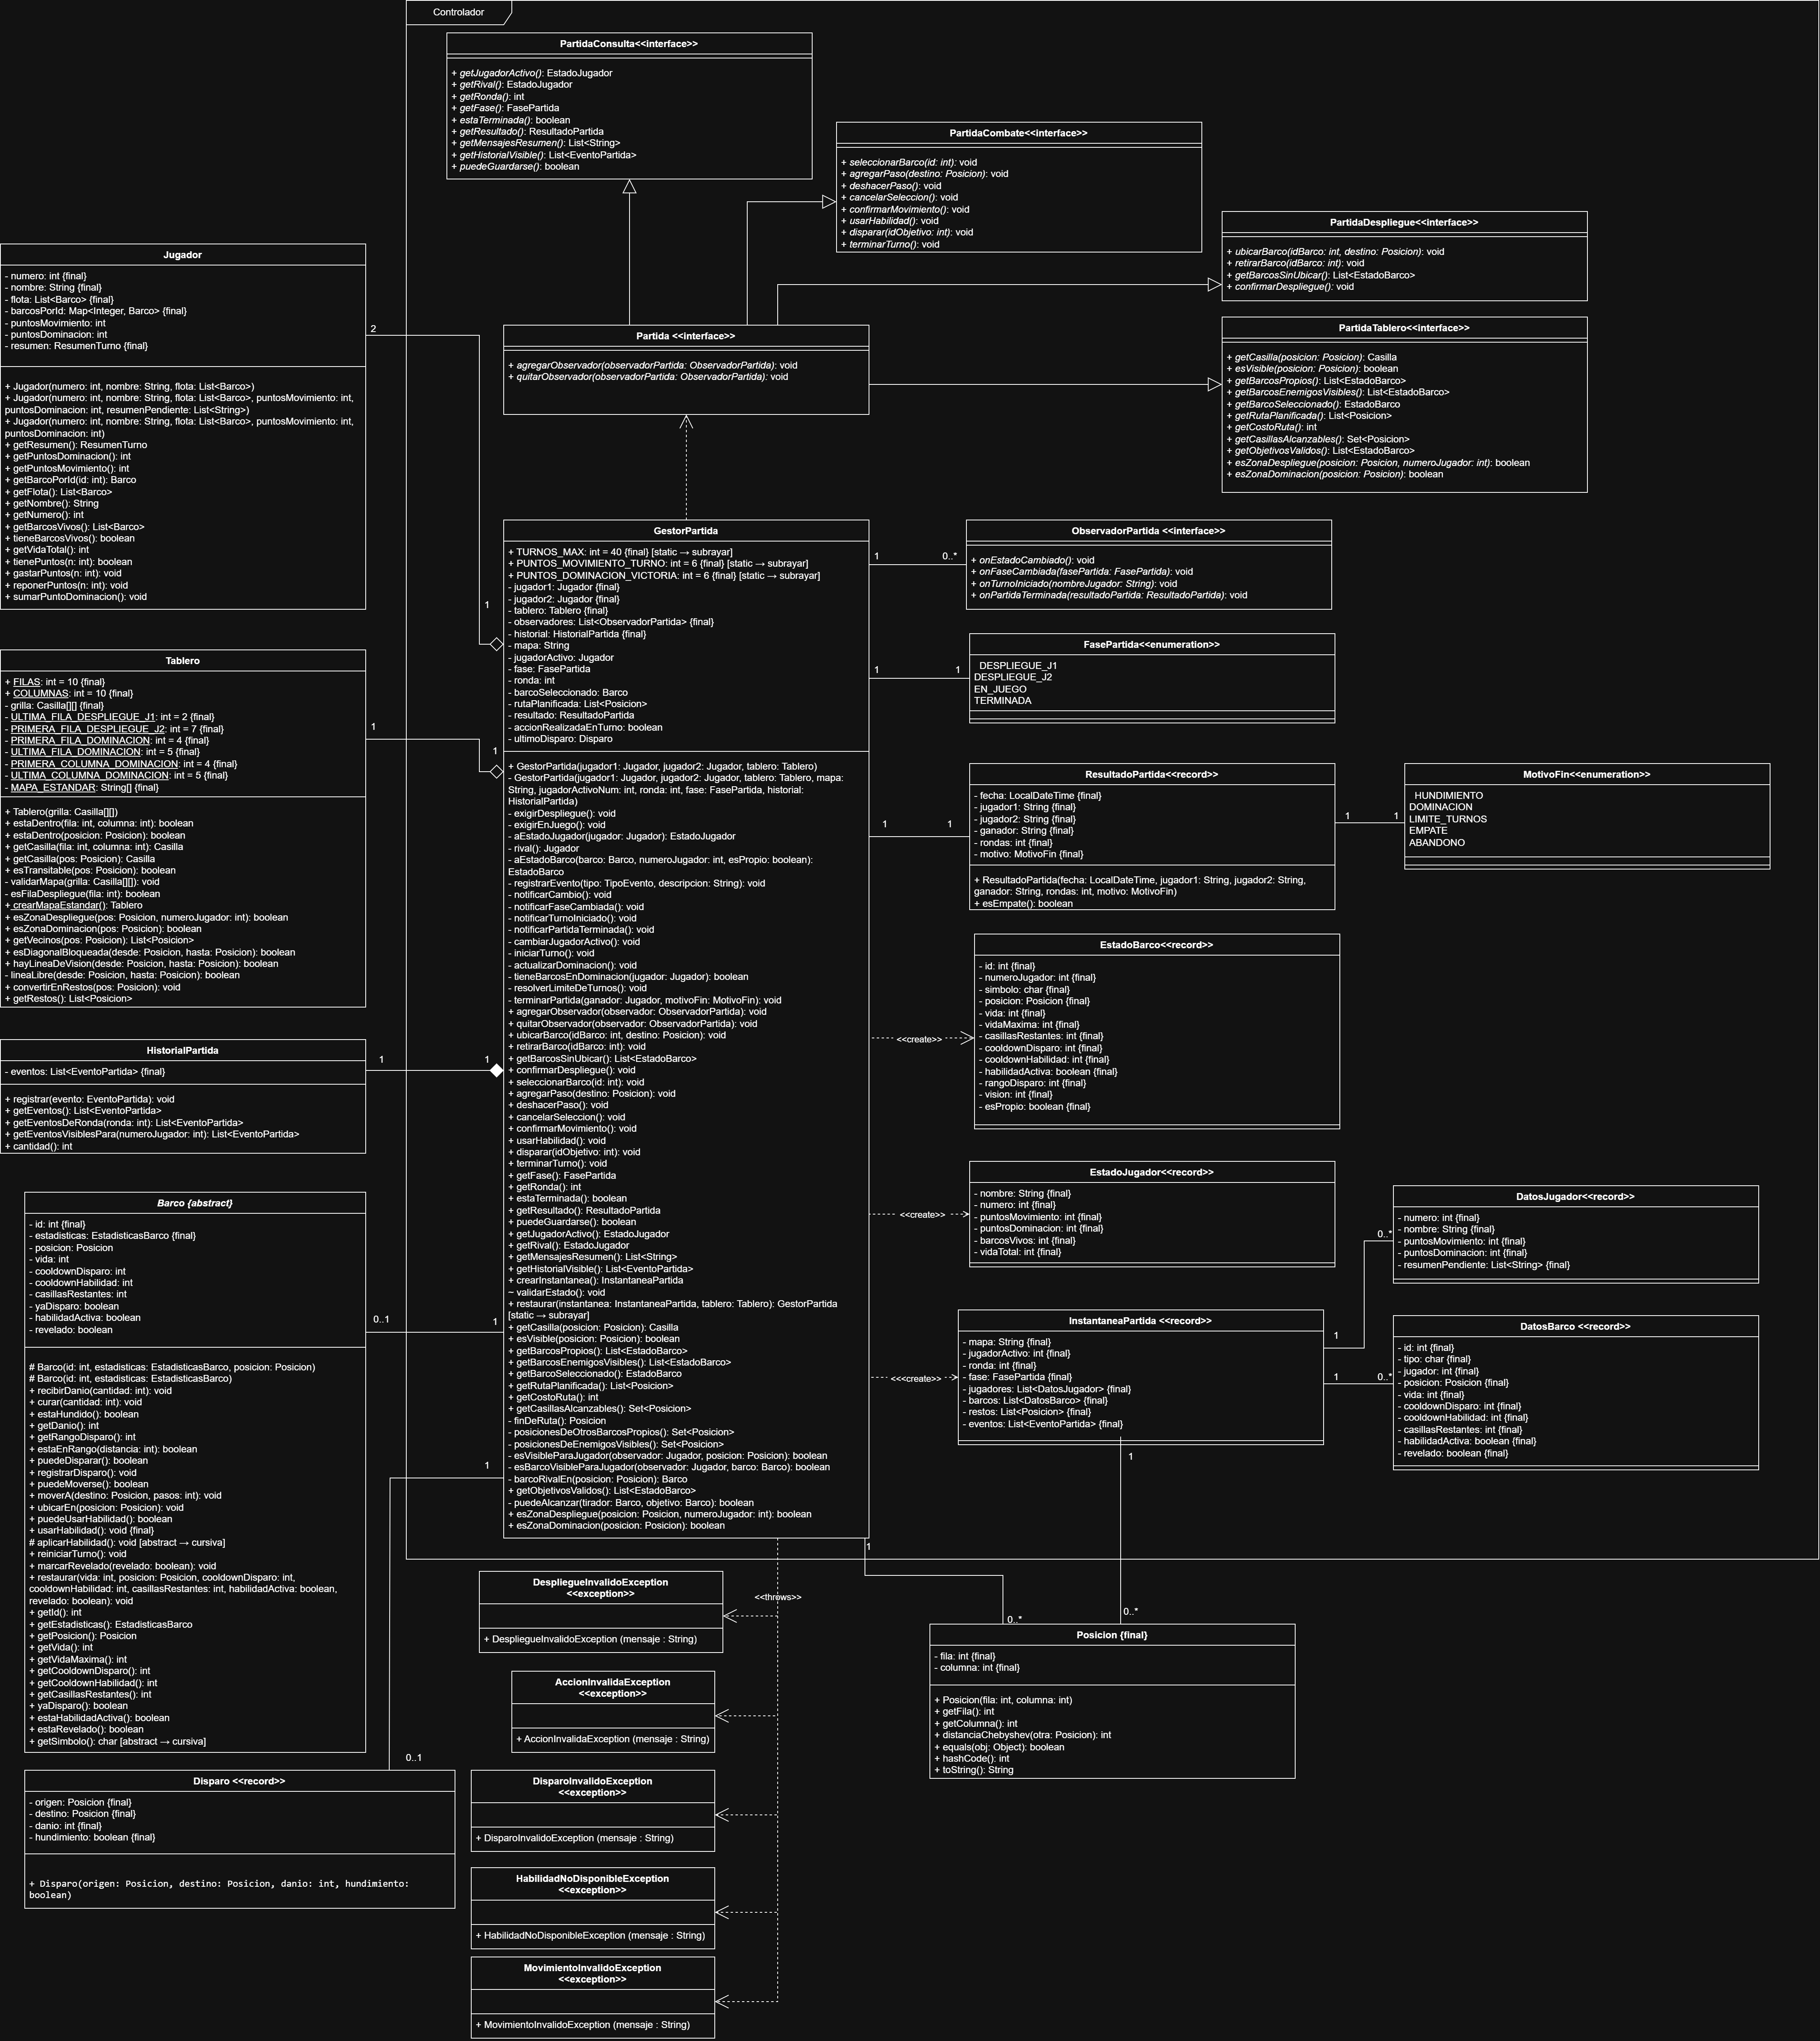 Controlador
PartidaConsulta<<interface>>
+ getJugadorActivo(): EstadoJugador
+ getRival(): EstadoJugador
+ getRonda(): int
+ getFase(): FasePartida
+ estaTerminada(): boolean
+ getResultado(): ResultadoPartida
+ getMensajesResumen(): List<String>
+ getHistorialVisible(): List<EventoPartida>
+ puedeGuardarse(): boolean
PartidaCombate<<interface>>
+ seleccionarBarco(id: int): void
+ agregarPaso(destino: Posicion): void
+ deshacerPaso(): void
+ cancelarSeleccion(): void
+ confirmarMovimiento(): void
+ usarHabilidad(): void
+ disparar(idObjetivo: int): void
+ terminarTurno(): void
PartidaDespliegue<<interface>>
+ ubicarBarco(idBarco: int, destino: Posicion): void
+ retirarBarco(idBarco: int): void
+ getBarcosSinUbicar(): List<EstadoBarco>
+ confirmarDespliegue(): void
PartidaTablero<<interface>>
+ getCasilla(posicion: Posicion): Casilla
+ esVisible(posicion: Posicion): boolean
+ getBarcosPropios(): List<EstadoBarco>
+ getBarcosEnemigosVisibles(): List<EstadoBarco>
+ getBarcoSeleccionado(): EstadoBarco
+ getRutaPlanificada(): List<Posicion>
+ getCostoRuta(): int
+ getCasillasAlcanzables(): Set<Posicion>
+ getObjetivosValidos(): List<EstadoBarco>
+ esZonaDespliegue(posicion: Posicion, numeroJugador: int): boolean
+ esZonaDominacion(posicion: Posicion): boolean
Partida <<interface>>
+ agregarObservador(observadorPartida: ObservadorPartida): void
+ quitarObservador(observadorPartida: ObservadorPartida): void
Jugador
- numero: int {final}
- nombre: String {final}
- flota: List<Barco> {final}
- barcosPorId: Map<Integer, Barco> {final}
- puntosMovimiento: int
- puntosDominacion: int
- resumen: ResumenTurno {final}
+ Jugador(numero: int, nombre: String, flota: List<Barco>)
+ Jugador(numero: int, nombre: String, flota: List<Barco>, puntosMovimiento: int,
puntosDominacion: int, resumenPendiente: List<String>)
+ Jugador(numero: int, nombre: String, flota: List<Barco>, puntosMovimiento: int,
puntosDominacion: int)
+ getResumen(): ResumenTurno
+ getPuntosDominacion(): int
+ getPuntosMovimiento(): int
+ getBarcoPorId(id: int): Barco
+ getFlota(): List<Barco>
+ getNombre(): String
+ getNumero(): int
+ getBarcosVivos(): List<Barco>
+ tieneBarcosVivos(): boolean
+ getVidaTotal(): int
+ tienePuntos(n: int): boolean
+ gastarPuntos(n: int): void
+ reponerPuntos(n: int): void
+ sumarPuntoDominacion(): void
2
1
Tablero
+ FILAS: int = 10 {final}
+ COLUMNAS: int = 10 {final}
- grilla: Casilla[][] {final}
- ULTIMA_FILA_DESPLIEGUE_J1: int = 2 {final}
- PRIMERA_FILA_DESPLIEGUE_J2: int = 7 {final}
- PRIMERA_FILA_DOMINACION: int = 4 {final}
- ULTIMA_FILA_DOMINACION: int = 5 {final}
- PRIMERA_COLUMNA_DOMINACION: int = 4 {final}
- ULTIMA_COLUMNA_DOMINACION: int = 5 {final}
- MAPA_ESTANDAR: String[] {final}
+ Tablero(grilla: Casilla[][])
+ estaDentro(fila: int, columna: int): boolean
+ estaDentro(posicion: Posicion): boolean
+ getCasilla(fila: int, columna: int): Casilla
+ getCasilla(pos: Posicion): Casilla
+ esTransitable(pos: Posicion): boolean
- validarMapa(grilla: Casilla[][]): void
- esFilaDespliegue(fila: int): boolean
+ crearMapaEstandar(): Tablero
+ esZonaDespliegue(pos: Posicion, numeroJugador: int): boolean
+ esZonaDominacion(pos: Posicion): boolean
+ getVecinos(pos: Posicion): List<Posicion>
+ esDiagonalBloqueada(desde: Posicion, hasta: Posicion): boolean
+ hayLineaDeVision(desde: Posicion, hasta: Posicion): boolean
- lineaLibre(desde: Posicion, hasta: Posicion): boolean
+ convertirEnRestos(pos: Posicion): void
+ getRestos(): List<Posicion>
1
1
HistorialPartida
- eventos: List<EventoPartida> {final}
+ registrar(evento: EventoPartida): void
+ getEventos(): List<EventoPartida>
+ getEventosDeRonda(ronda: int): List<EventoPartida>
+ getEventosVisiblesPara(numeroJugador: int): List<EventoPartida>
+ cantidad(): int
1
1
Barco {abstract}
- id: int {final}
- estadisticas: EstadisticasBarco {final}
- posicion: Posicion
- vida: int
- cooldownDisparo: int
- cooldownHabilidad: int
- casillasRestantes: int
- yaDisparo: boolean
- habilidadActiva: boolean
- revelado: boolean
# Barco(id: int, estadisticas: EstadisticasBarco, posicion: Posicion)
# Barco(id: int, estadisticas: EstadisticasBarco)
+ recibirDanio(cantidad: int): void
+ curar(cantidad: int): void
+ estaHundido(): boolean
+ getDanio(): int
+ getRangoDisparo(): int
+ estaEnRango(distancia: int): boolean
+ puedeDisparar(): boolean
+ registrarDisparo(): void
+ puedeMoverse(): boolean
+ moverA(destino: Posicion, pasos: int): void
+ ubicarEn(posicion: Posicion): void
+ puedeUsarHabilidad(): boolean
+ usarHabilidad(): void {final}
# aplicarHabilidad(): void [abstract → cursiva]
+ reiniciarTurno(): void
+ marcarRevelado(revelado: boolean): void
+ restaurar(vida: int, posicion: Posicion, cooldownDisparo: int,
cooldownHabilidad: int, casillasRestantes: int, habilidadActiva: boolean,
revelado: boolean): void
+ getId(): int
+ getEstadisticas(): EstadisticasBarco
+ getPosicion(): Posicion
+ getVida(): int
+ getVidaMaxima(): int
+ getCooldownDisparo(): int
+ getCooldownHabilidad(): int
+ getCasillasRestantes(): int
+ yaDisparo(): boolean
+ estaHabilidadActiva(): boolean
+ estaRevelado(): boolean
+ getSimbolo(): char [abstract → cursiva]
0..1
1
Disparo <<record>>
- origen: Posicion {final}
- destino: Posicion {final}
- danio: int {final}
- hundimiento: boolean {final}
+ Disparo(origen: Posicion, destino: Posicion, danio: int, hundimiento:
boolean)
0..1
1
GestorPartida
+ TURNOS_MAX: int = 40 {final} [static → subrayar]
+ PUNTOS_MOVIMIENTO_TURNO: int = 6 {final} [static → subrayar]
+ PUNTOS_DOMINACION_VICTORIA: int = 6 {final} [static → subrayar]
- jugador1: Jugador {final}
- jugador2: Jugador {final}
- tablero: Tablero {final}
- observadores: List<ObservadorPartida> {final}
- historial: HistorialPartida {final}
- mapa: String
- jugadorActivo: Jugador
- fase: FasePartida
- ronda: int
- barcoSeleccionado: Barco
- rutaPlanificada: List<Posicion>
- resultado: ResultadoPartida
- accionRealizadaEnTurno: boolean
- ultimoDisparo: Disparo
+ GestorPartida(jugador1: Jugador, jugador2: Jugador, tablero: Tablero)
- GestorPartida(jugador1: Jugador, jugador2: Jugador, tablero: Tablero, mapa:
String, jugadorActivoNum: int, ronda: int, fase: FasePartida, historial:
HistorialPartida)
- exigirDespliegue(): void
- exigirEnJuego(): void
- aEstadoJugador(jugador: Jugador): EstadoJugador
- rival(): Jugador
- aEstadoBarco(barco: Barco, numeroJugador: int, esPropio: boolean):
EstadoBarco
- registrarEvento(tipo: TipoEvento, descripcion: String): void
- notificarCambio(): void
- notificarFaseCambiada(): void
- notificarTurnoIniciado(): void
- notificarPartidaTerminada(): void
- cambiarJugadorActivo(): void
- iniciarTurno(): void
- actualizarDominacion(): void
- tieneBarcosEnDominacion(jugador: Jugador): boolean
- resolverLimiteDeTurnos(): void
- terminarPartida(ganador: Jugador, motivoFin: MotivoFin): void
+ agregarObservador(observador: ObservadorPartida): void
+ quitarObservador(observador: ObservadorPartida): void
+ ubicarBarco(idBarco: int, destino: Posicion): void
+ retirarBarco(idBarco: int): void
+ getBarcosSinUbicar(): List<EstadoBarco>
+ confirmarDespliegue(): void
+ seleccionarBarco(id: int): void
+ agregarPaso(destino: Posicion): void
+ deshacerPaso(): void
+ cancelarSeleccion(): void
+ confirmarMovimiento(): void
+ usarHabilidad(): void
+ disparar(idObjetivo: int): void
+ terminarTurno(): void
+ getFase(): FasePartida
+ getRonda(): int
+ estaTerminada(): boolean
+ getResultado(): ResultadoPartida
+ puedeGuardarse(): boolean
+ getJugadorActivo(): EstadoJugador
+ getRival(): EstadoJugador
+ getMensajesResumen(): List<String>
+ getHistorialVisible(): List<EventoPartida>
+ crearInstantanea(): InstantaneaPartida
~ validarEstado(): void
+ restaurar(instantanea: InstantaneaPartida, tablero: Tablero): GestorPartida
[static → subrayar]
+ getCasilla(posicion: Posicion): Casilla
+ esVisible(posicion: Posicion): boolean
+ getBarcosPropios(): List<EstadoBarco>
+ getBarcosEnemigosVisibles(): List<EstadoBarco>
+ getBarcoSeleccionado(): EstadoBarco
+ getRutaPlanificada(): List<Posicion>
+ getCostoRuta(): int
+ getCasillasAlcanzables(): Set<Posicion>
- finDeRuta(): Posicion
- posicionesDeOtrosBarcosPropios(): Set<Posicion>
- posicionesDeEnemigosVisibles(): Set<Posicion>
- esVisibleParaJugador(observador: Jugador, posicion: Posicion): boolean
- esBarcoVisibleParaJugador(observador: Jugador, barco: Barco): boolean
- barcoRivalEn(posicion: Posicion): Barco
+ getObjetivosValidos(): List<EstadoBarco>
- puedeAlcanzar(tirador: Barco, objetivo: Barco): boolean
+ esZonaDespliegue(posicion: Posicion, numeroJugador: int): boolean
+ esZonaDominacion(posicion: Posicion): boolean
1
0..*
ObservadorPartida <<interface>>
+ onEstadoCambiado(): void
+ onFaseCambiada(fasePartida: FasePartida): void
+ onTurnoIniciado(nombreJugador: String): void
+ onPartidaTerminada(resultadoPartida: ResultadoPartida): void
1
1
FasePartida<<enumeration>>
DESPLIEGUE_J1
DESPLIEGUE_J2
EN_JUEGO
TERMINADA
1
1
ResultadoPartida<<record>>
- fecha: LocalDateTime {final}
- jugador1: String {final}
- jugador2: String {final}
- ganador: String {final}
- rondas: int {final}
- motivo: MotivoFin {final}
+ ResultadoPartida(fecha: LocalDateTime, jugador1: String, jugador2: String,
ganador: String, rondas: int, motivo: MotivoFin)
+ esEmpate(): boolean
1
1
MotivoFin<<enumeration>>
HUNDIMIENTO
DOMINACION
LIMITE_TURNOS
EMPATE
ABANDONO
<<create>>
EstadoBarco<<record>>
- id: int {final}
- numeroJugador: int {final}
- simbolo: char {final}
- posicion: Posicion {final}
- vida: int {final}
- vidaMaxima: int {final}
- casillasRestantes: int {final}
- cooldownDisparo: int {final}
- cooldownHabilidad: int {final}
- habilidadActiva: boolean {final}
- rangoDisparo: int {final}
- vision: int {final}
- esPropio: boolean {final}
<<create>>
EstadoJugador<<record>>
- nombre: String {final}
- numero: int {final}
- puntosMovimiento: int {final}
- puntosDominacion: int {final}
- barcosVivos: int {final}
- vidaTotal: int {final}
<<create>>
InstantaneaPartida <<record>>
- mapa: String {final}
- jugadorActivo: int {final}
- ronda: int {final}
- fase: FasePartida {final}
- jugadores: List<DatosJugador> {final}
- barcos: List<DatosBarco> {final}
- restos: List<Posicion> {final}
- eventos: List<EventoPartida> {final}
1
0..*
DatosJugador<<record>>
- numero: int {final}
- nombre: String {final}
- puntosMovimiento: int {final}
- puntosDominacion: int {final}
- resumenPendiente: List<String> {final}
1
0..*
DatosBarco <<record>>
- id: int {final}
- tipo: char {final}
- jugador: int {final}
- posicion: Posicion {final}
- vida: int {final}
- cooldownDisparo: int {final}
- cooldownHabilidad: int {final}
- casillasRestantes: int {final}
- habilidadActiva: boolean {final}
- revelado: boolean {final}
1
0..*
1
0..*
Posicion {final}
- fila: int {final}
- columna: int {final}
+ Posicion(fila: int, columna: int)
+ getFila(): int
+ getColumna(): int
+ distanciaChebyshev(otra: Posicion): int
+ equals(obj: Object): boolean
+ hashCode(): int
+ toString(): String
<<throws>>
DespliegueInvalidoException
<<exception>>
+ DespliegueInvalidoException (mensaje : String)
AccionInvalidaException
<<exception>>
+ AccionInvalidaException (mensaje : String)
DisparoInvalidoException
<<exception>>
+ DisparoInvalidoException (mensaje : String)
HabilidadNoDisponibleException
<<exception>>
+ HabilidadNoDisponibleException (mensaje : String)
MovimientoInvalidoException
<<exception>>
+ MovimientoInvalidoException (mensaje : String)